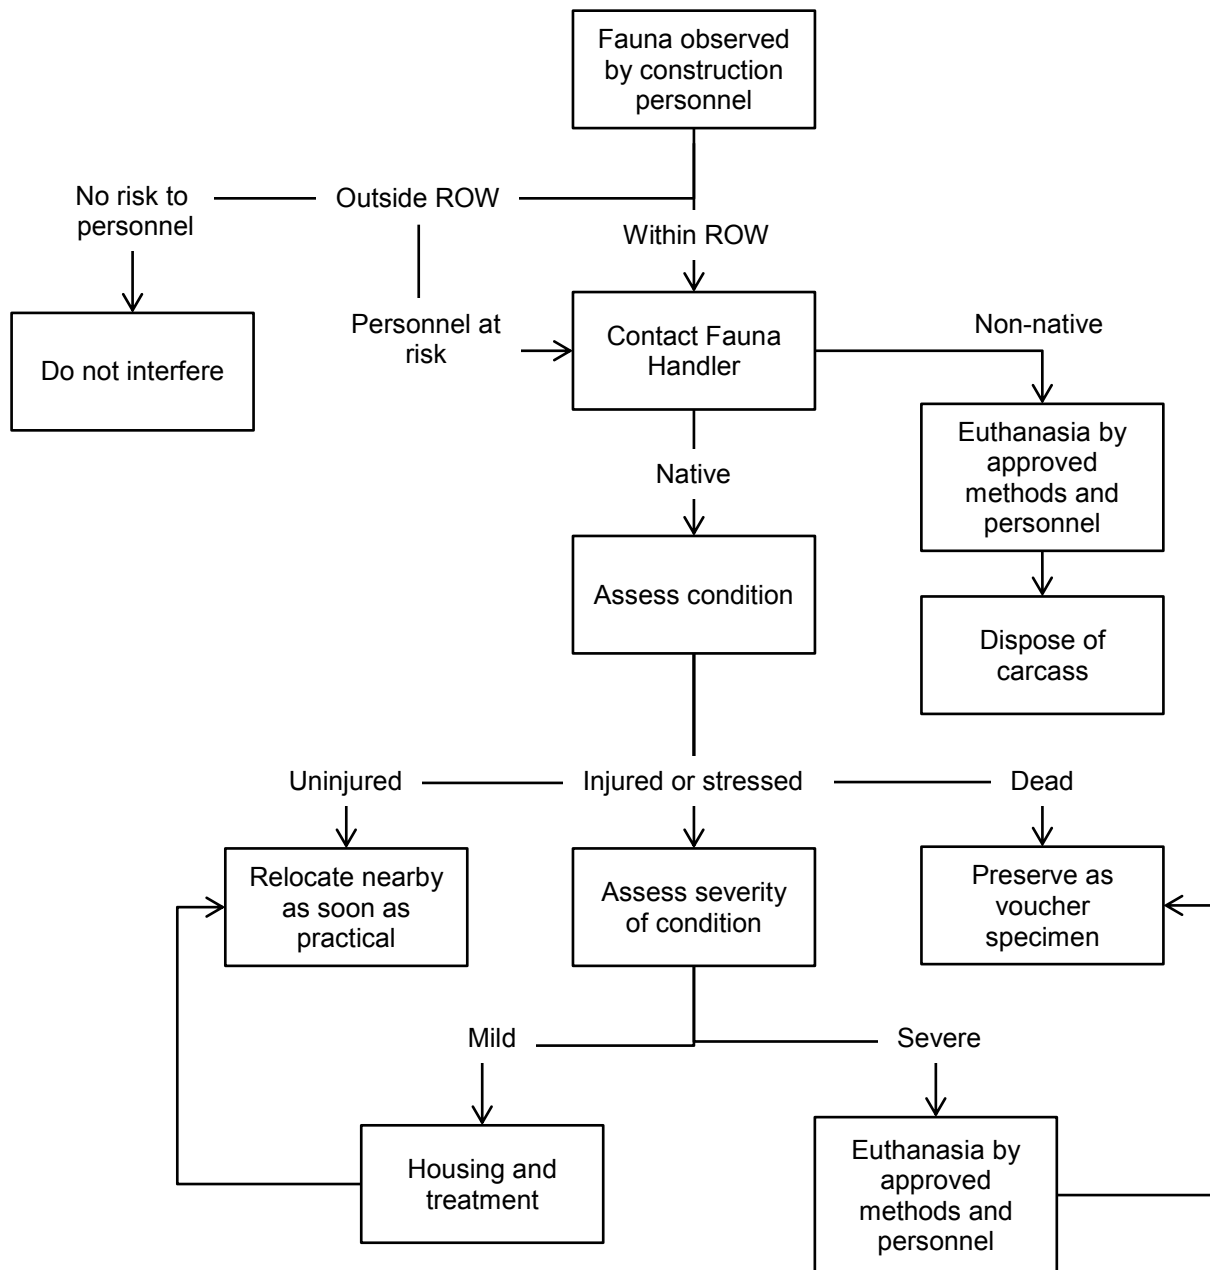 Fauna observed
by construction
personnel
No risk to
personnel
Outside ROW
Within ROW
Do not interfere
Personnel at
risk
Contact Fauna
Handler
Non-native
Native
Euthanasia by
approved
methods and
personnel
Assess condition
Dispose of
carcass
Uninjured
Injured or stressed
Dead
Relocate nearby
as soon as
practical
Assess severity
of condition
Preserve as
voucher
specimen
Mild
Severe
Housing and
treatment
Euthanasia by
approved
methods and
personnel